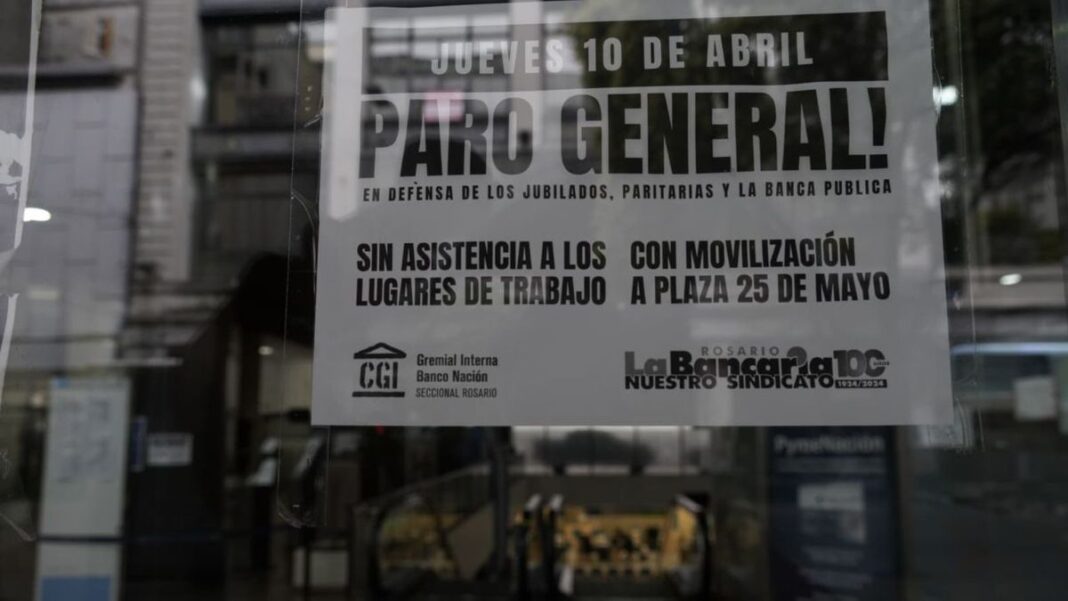 JUEVES 10 DE ABRIL
PARO GENERAL!
EN DEFENSA DE LOS JUBILADOS, PARITARIAS Y LA BANCA PUBLICA
SIN ASISTENCIA A LOS
LUGARES DE TRABAJO
CON MOVILIZACIÓN
A PLAZA 25 DE MAYO
CGI
Gremial Interna
Banco Nación
SECCIONAL ROSARIO
ROSARIO
La Bancaria 100
NUESTRO SINDICATO 1924/2024
PymeNación